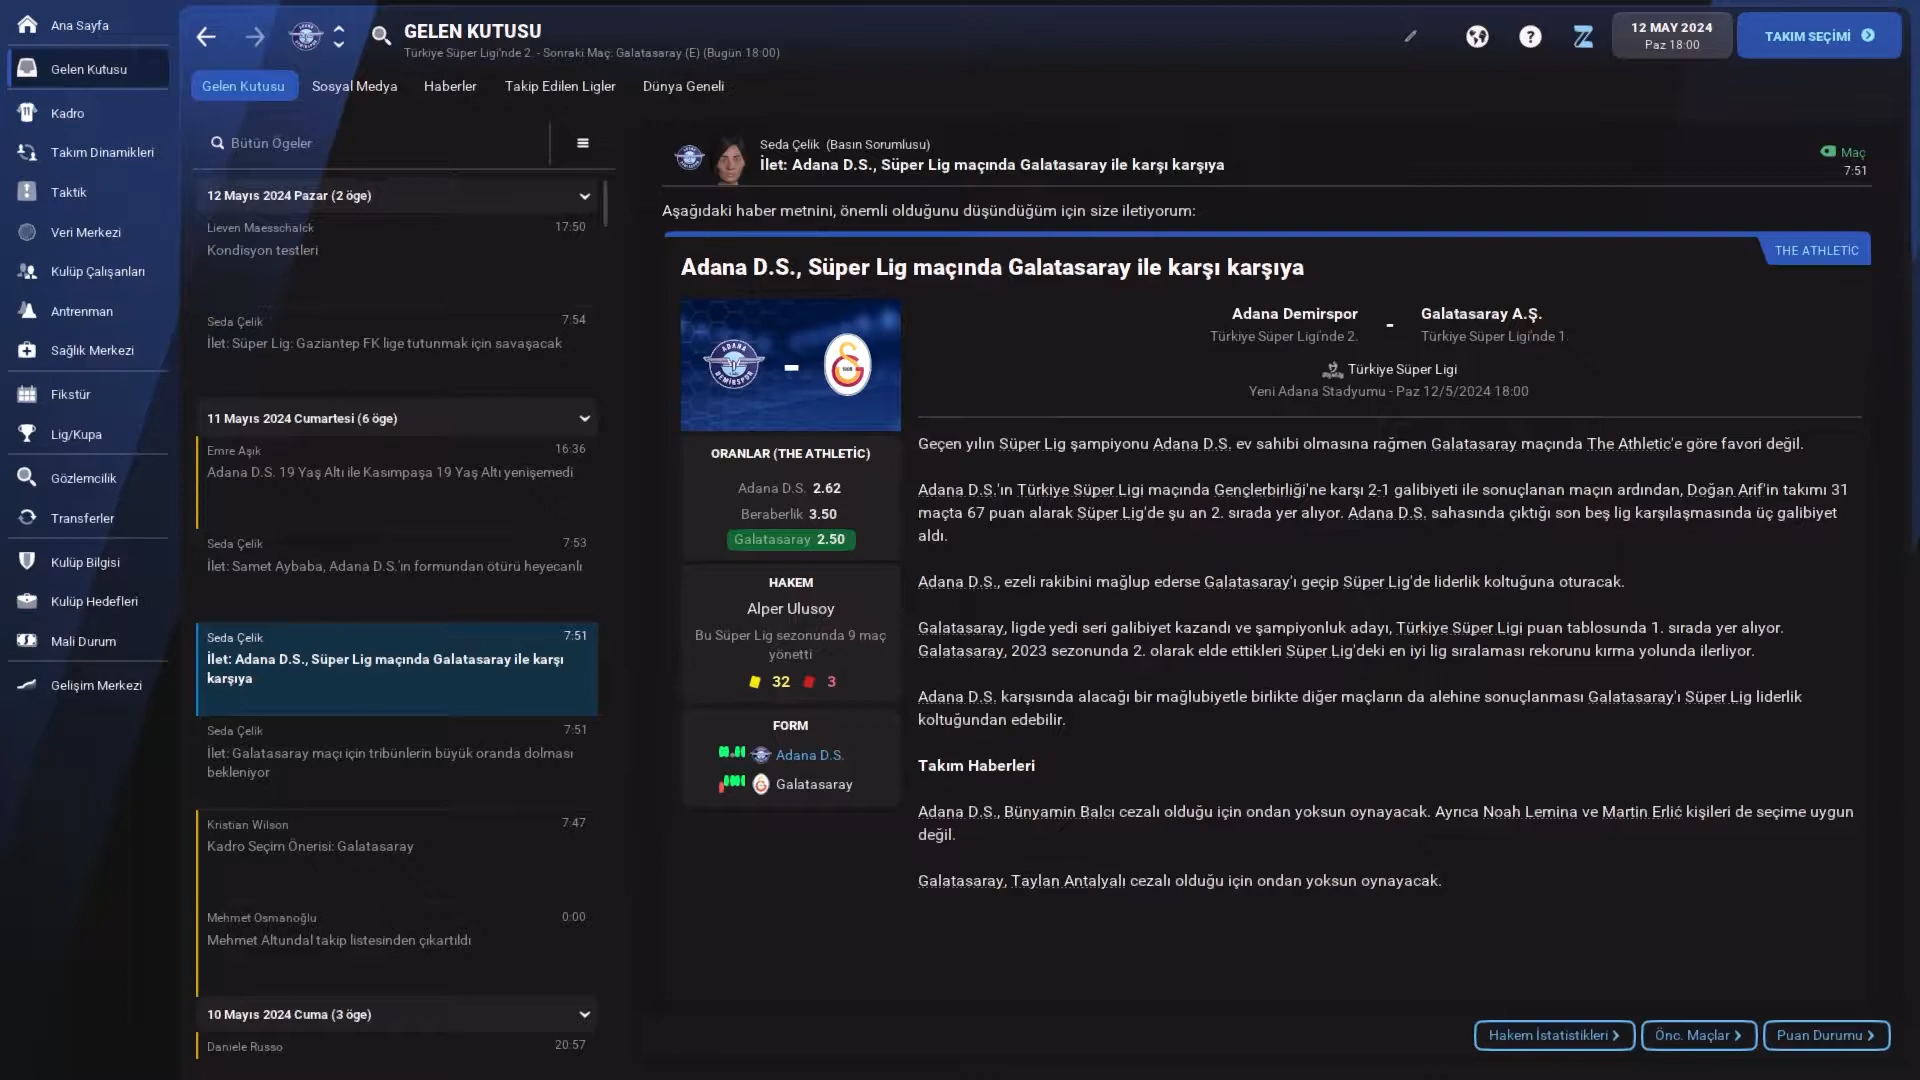 Ana Sayfa
Gelen Kutusu
Kadro
Takım Dinamikleri
Taktik
Veri Merkezi
Kulüp Çalışanları
Antrenman
Sağlık Merkezi
Fikstür
Lig/Kupa
Gözlemcilik
Transferler
Kulüp Bilgisi
Kulüp Hedefleri
Mali Durum
Gelişim Merkezi
GELEN KUTUSU
Türkiye Süper Ligi'nde 2. - Sonraki Maç: Galatasaray (E) (Bugün 18:00)
12 MAY 2024
Paz 18:00
TAKIM SEÇİMİ
Gelen Kutusu Sosyal Medya Haberler Takip Edilen Ligler Dünya Geneli
Bütün Ögeler
12 Mayıs 2024 Pazar (2 öge)
Lieven Maesschalck 17:50
Kondisyon testleri
Seda Çelik 7:54
İlet: Süper Lig: Gaziantep FK lige tutunmak için savaşacak
11 Mayıs 2024 Cumartesi (6 öge)
Emre Aşık 16:36
Adana D.S. 19 Yaş Altı ile Kasımpaşa 19 Yaş Altı yenişemedi
Seda Çelik 7:53
İlet: Samet Aybaba, Adana D.S.'ın formundan ötürü heyecanlı
Seda Çelik 7:51
İlet: Adana D.S., Süper Lig maçında Galatasaray ile karşı
karşıya
Seda Çelik 7:51
İlet: Galatasaray maçı için tribünlerin büyük oranda dolması
bekleniyor
Kristian Wilson 7:47
Kadro Seçim Önerisi: Galatasaray
Mehmet Osmanoğlu 0:00
Mehmet Altundal takip listesinden çıkartıldı
10 Mayıs 2024 Cuma (3 öge)
Daniele Russo 20:57
Seda Çelik (Basın Sorumlusu)
İlet: Adana D.S., Süper Lig maçında Galatasaray ile karşı karşıya
Maç
7:51
Aşağıdaki haber metnini, önemli olduğunu düşündüğüm için size iletiyorum:
THE ATHLETİC
Adana D.S., Süper Lig maçında Galatasaray ile karşı karşıya
Adana Demirspor - Galatasaray A.Ş.
Türkiye Süper Ligi'nde 2. Türkiye Süper Ligi'nde 1.
Türkiye Süper Ligi
Yeni Adana Stadyumu - Paz 12/5/2024 18:00
ADANA
DEMİRSPOR
-
ORANLAR (THE ATHLETİC)
Adana D.S. 2.62
Beraberlik 3.50
Galatasaray 2.50
HAKEM
Alper Ulusoy
Bu Süper Lig sezonunda 9 maç
yönetti
32 3
FORM
Adana D.S.
Galatasaray
Geçen yılın Süper Lig şampiyonu Adana D.S. ev sahibi olmasına rağmen Galatasaray maçında The Athletic'e göre favori değil.
Adana D.S.'ın Türkiye Süper Ligi maçında Gençlerbirliği'ne karşı 2-1 galibiyeti ile sonuçlanan maçın ardından, Doğan Arif'in takımı 31
maçta 67 puan alarak Süper Lig'de şu an 2. sırada yer alıyor. Adana D.S. sahasında çıktığı son beş lig karşılaşmasında üç galibiyet
aldı.
Adana D.S., ezeli rakibini mağlup ederse Galatasaray'ı geçip Süper Lig'de liderlik koltuğuna oturacak.
Galatasaray, ligde yedi seri galibiyet kazandı ve şampiyonluk adayı, Türkiye Süper Ligi puan tablosunda 1. sırada yer alıyor.
Galatasaray, 2023 sezonunda 2. olarak elde ettikleri Süper Lig'deki en iyi lig sıralaması rekorunu kırma yolunda ilerliyor.
Adana D.S. karşısında alacağı bir mağlubiyetle birlikte diğer maçların da alehine sonuçlanması Galatasaray'ı Süper Lig liderlik
koltuğundan edebilir.
Takım Haberleri
Adana D.S., Bünyamin Balcı cezalı olduğu için ondan yoksun oynayacak. Ayrıca Noah Lemina ve Martin Erlić kişileri de seçime uygun
değil.
Galatasaray, Taylan Antalyalı cezalı olduğu için ondan yoksun oynayacak.
Hakem İstatistikleri Önc. Maçlar Puan Durumu